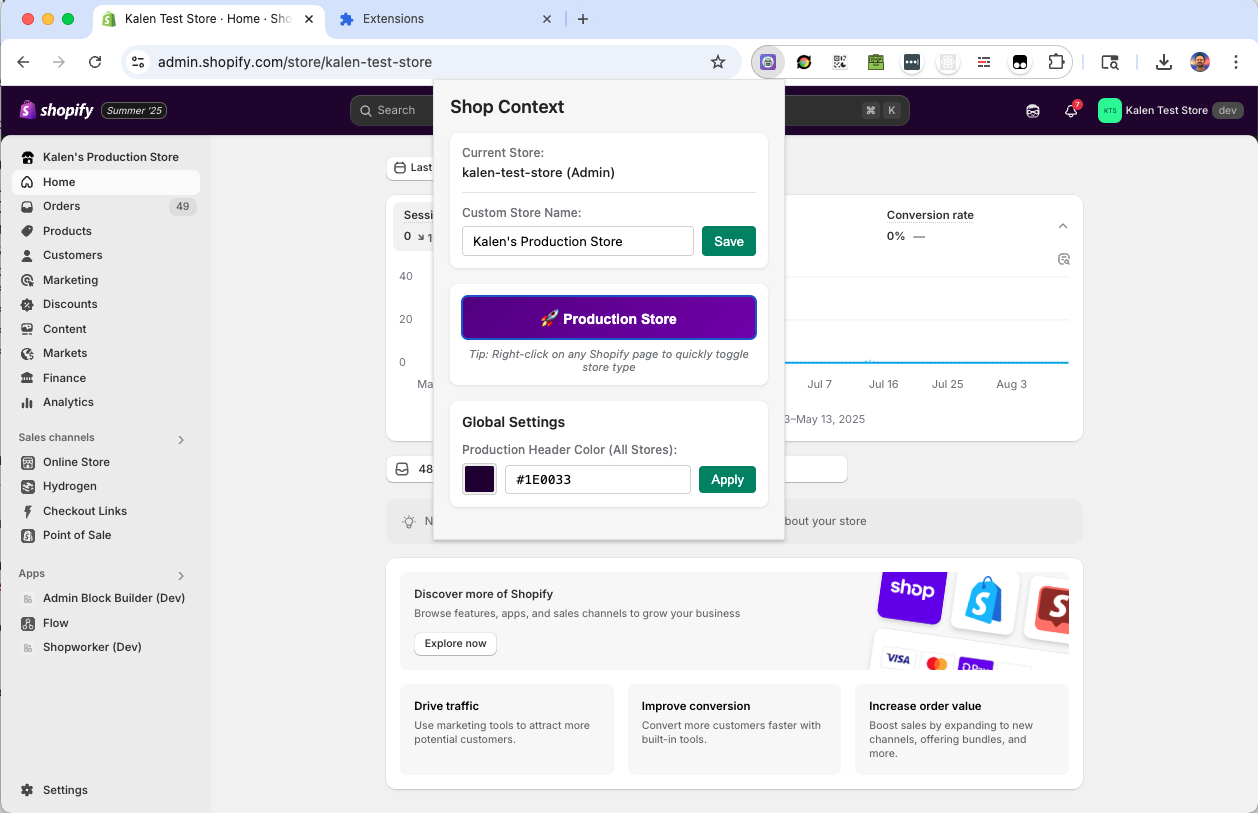 Kalen Test Store · Home · Sho
Extensions
admin.shopify.com/store/kalen-test-store
shopify
Summer '25
Search
⌘ K
7
KTS
Kalen Test Store
dev
Kalen's Production Store
Home
Orders
49
Products
Customers
Marketing
Discounts
Content
Markets
Finance
Analytics
Sales channels
Online Store
Hydrogen
Checkout Links
Point of Sale
Apps
Admin Block Builder (Dev)
Flow
Shopworker (Dev)
Settings
Shop Context
Current Store:
kalen-test-store (Admin)
Custom Store Name:
Kalen's Production Store
Save
🚀 Production Store
Tip: Right-click on any Shopify page to quickly toggle
store type
Global Settings
Production Header Color (All Stores):
#1E0033
Apply
Last
Sessi
0
1
Conversion rate
0% —
40
20
0
Ma
Jul 7
Jul 16
Jul 25
Aug 3
3–May 13, 2025
48
N
bout your store
Discover more of Shopify
Browse features, apps, and sales channels to grow your business
Explore now
shop
VISA
Pay
Drive traffic
Use marketing tools to attract more
potential customers.
Improve conversion
Convert more customers faster with
built-in tools.
Increase order value
Boost sales by expanding to new
channels, offering bundles, and
more.